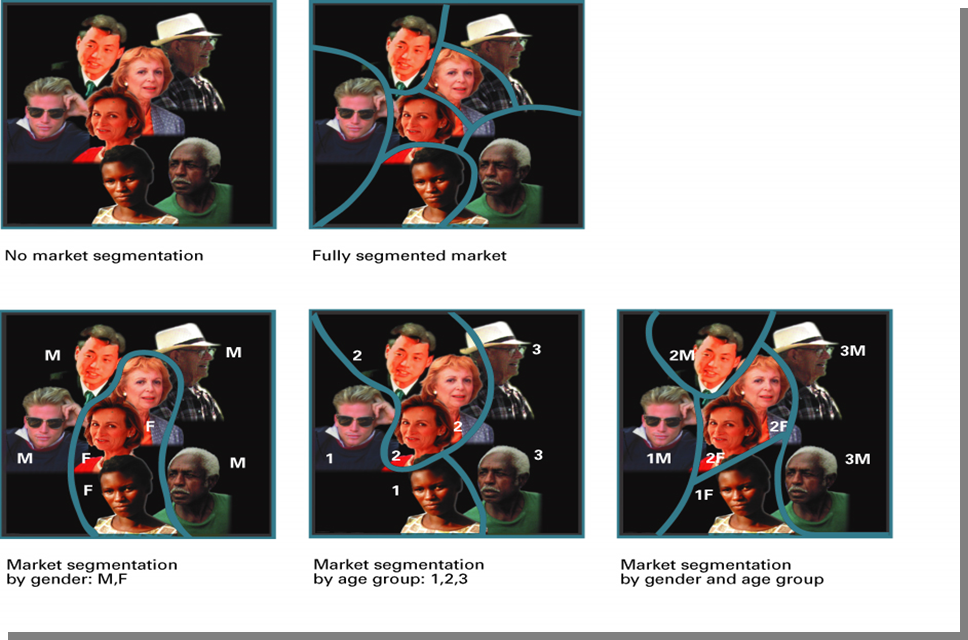 No market segmentation
Fully segmented market
M
M
F
M
F
M
F
2
3
2
1
2
3
1
2M
3M
2F
1M
2F
3M
1F
Market segmentation
by gender: M,F
Market segmentation
by age group: 1,2,3
Market segmentation
by gender and age group